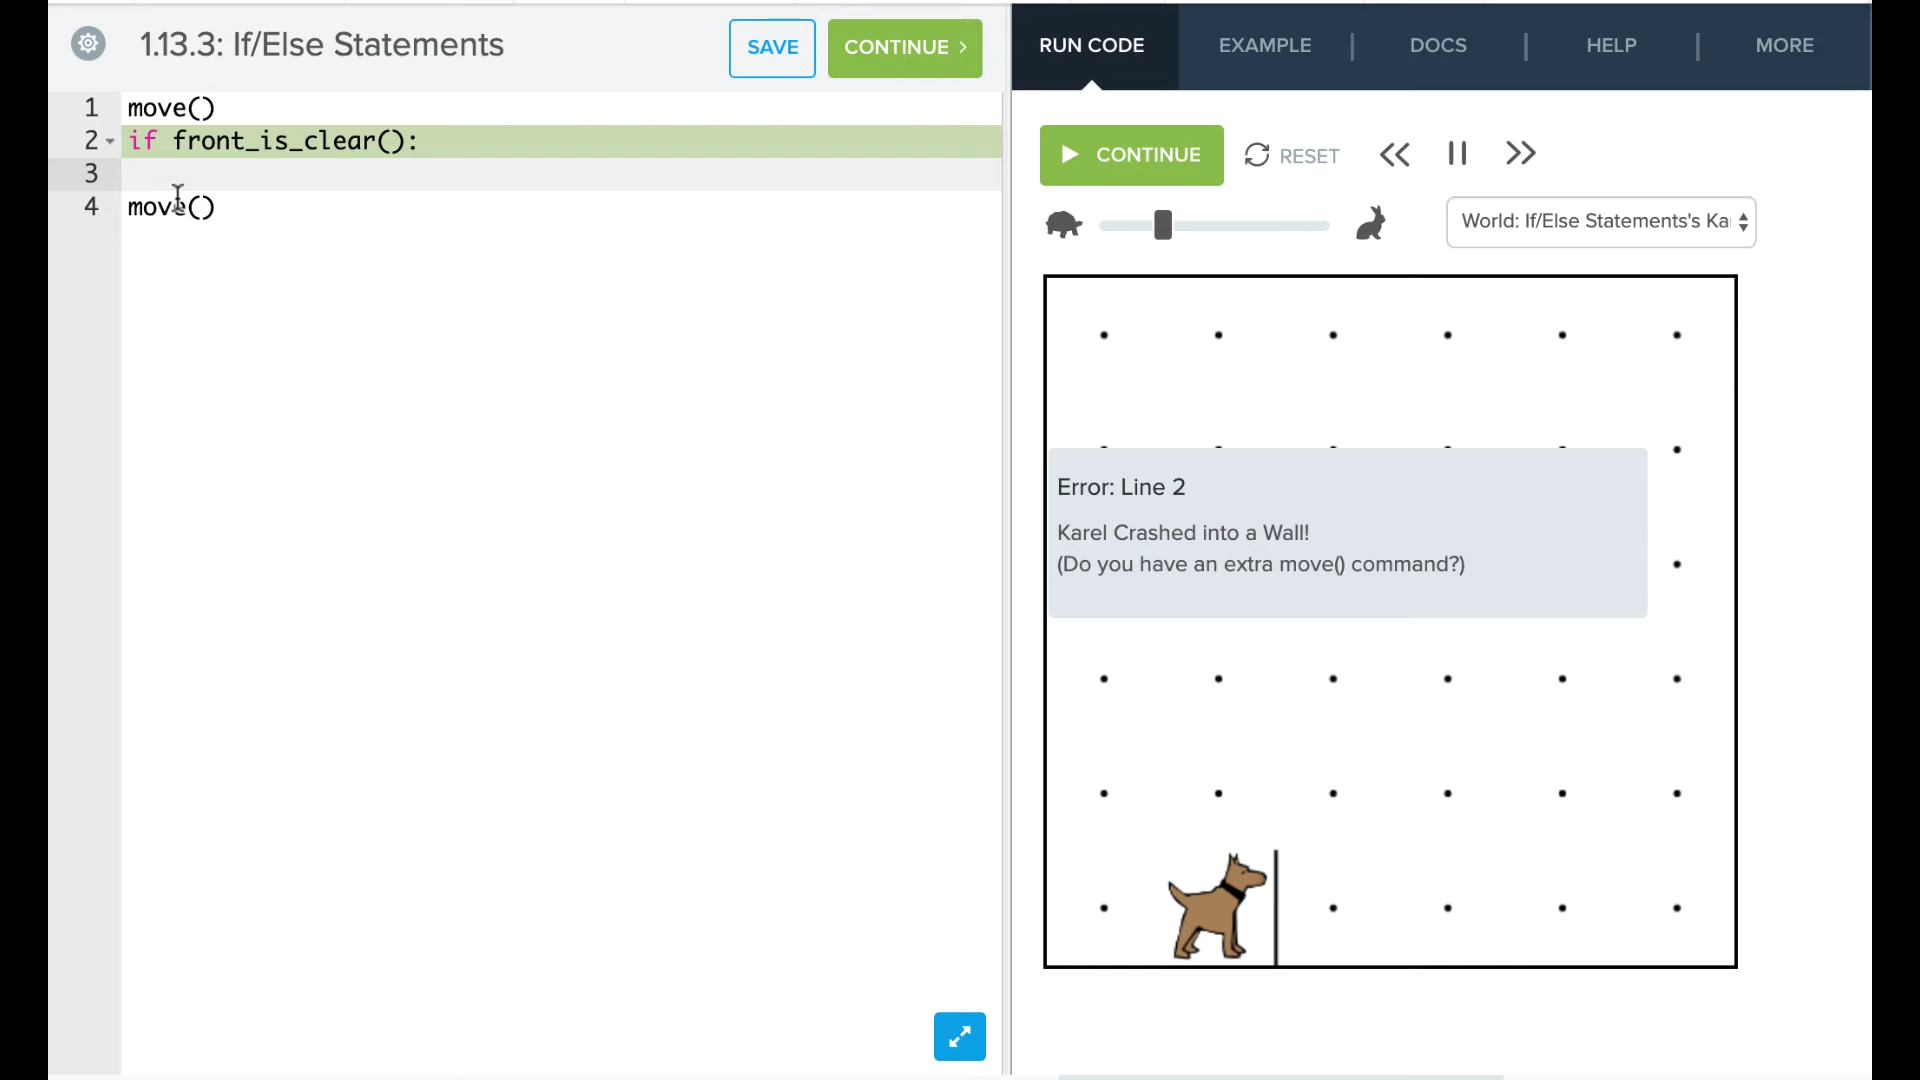 1.13.3: If/Else Statements
SAVE
CONTINUE >
RUN CODE
EXAMPLE
DOCS
HELP
MORE
1 move()
2 if front_is_clear():
3
4 move()
CONTINUE
RESET
World: If/Else Statements's Ka
Error: Line 2
Karel Crashed into a Wall!
(Do you have an extra move() command?)